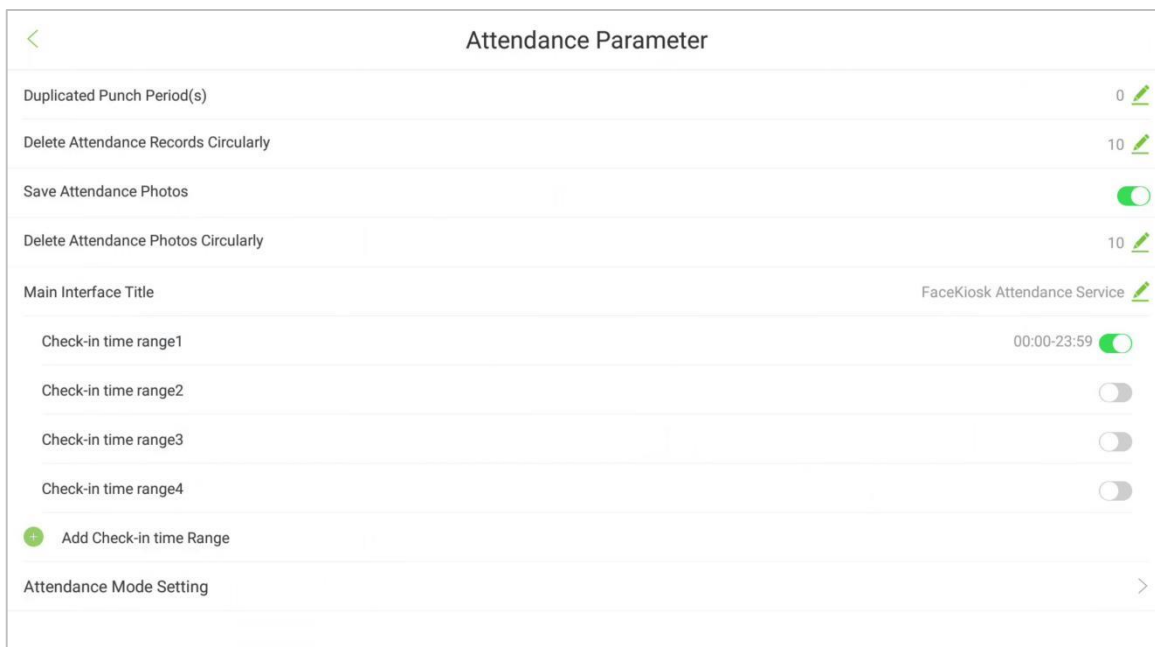 Attendance Parameter
Duplicated Punch Period(s) 0
Delete Attendance Records Circularly 10
Save Attendance Photos
Delete Attendance Photos Circularly 10
Main Interface Title FaceKiosk Attendance Service
Check-in time range1 00:00-23:59
Check-in time range2
Check-in time range3
Check-in time range4
Add Check-in time Range
Attendance Mode Setting